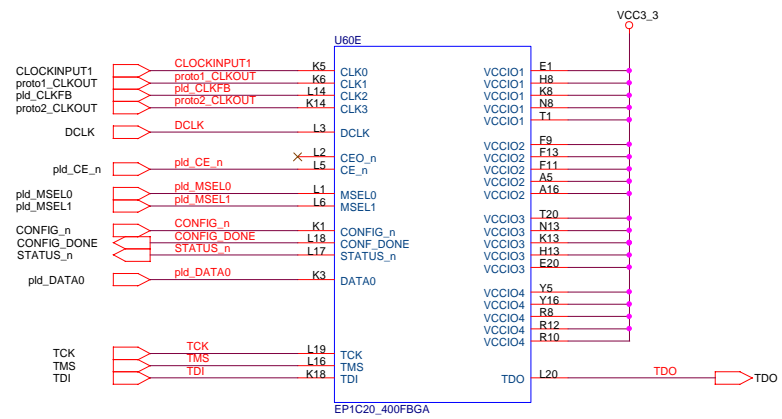 VCC3_3
U60E
CLOCKINPUT1 CLOCKINPUT1 K5 CLK0 VCCIO1 E1
proto1_CLKOUT proto1_CLKOUT K6 CLK1 VCCIO1 H8
pld_CLKFB pld_CLKFB L14 CLK2 VCCIO1 K8
proto2_CLKOUT proto2_CLKOUT K14 CLK3 VCCIO1 N8
VCCIO1 T1
DCLK DCLK L3 DCLK
VCCIO2 F9
L2 CEO_n VCCIO2 F13
pld_CE_n pld_CE_n L5 CE_n VCCIO2 F11
VCCIO2 A5
pld_MSEL0 pld_MSEL0 L1 MSEL0 VCCIO2 A16
pld_MSEL1 pld_MSEL1 L6 MSEL1
VCCIO3 T20
CONFIG_n CONFIG_n K1 CONFIG_n VCCIO3 N13
CONFIG_DONE CONFIG_DONE L18 CONF_DONE VCCIO3 K13
STATUS_n STATUS_n L17 STATUS_n VCCIO3 H13
VCCIO3 E20
pld_DATA0 pld_DATA0 K3 DATA0
VCCIO4 Y5
VCCIO4 Y16
VCCIO4 R8
VCCIO4 R12
VCCIO4 R10
TCK TCK L19 TCK
TMS TMS L16 TMS
TDI TDI K18 TDI TDO L20 TDO TDO
EP1C20_400FBGA